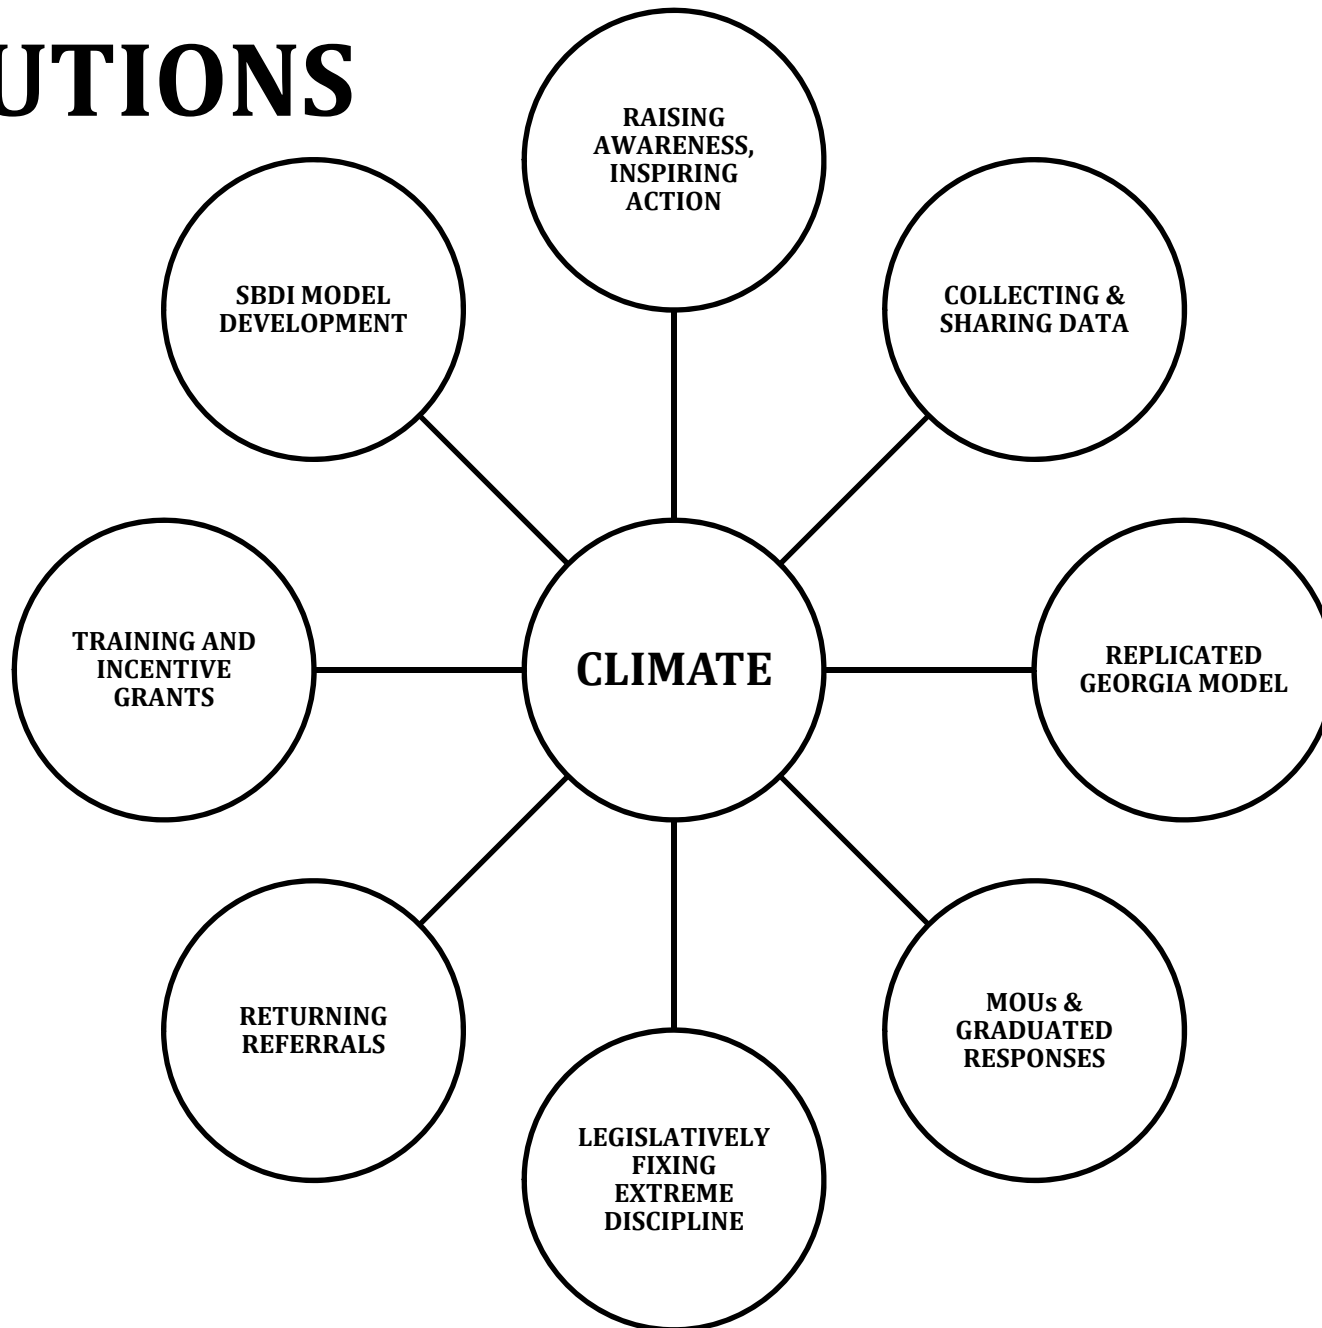 UTIONS
RAISING
AWARENESS,
INSPIRING
ACTION
SBDI MODEL
DEVELOPMENT
COLLECTING &
SHARING DATA
TRAINING AND
INCENTIVE
GRANTS
CLIMATE
REPLICATED
GEORGIA MODEL
RETURNING
REFERRALS
MOUs &
GRADUATED
RESPONSES
LEGISLATIVELY
FIXING
EXTREME
DISCIPLINE